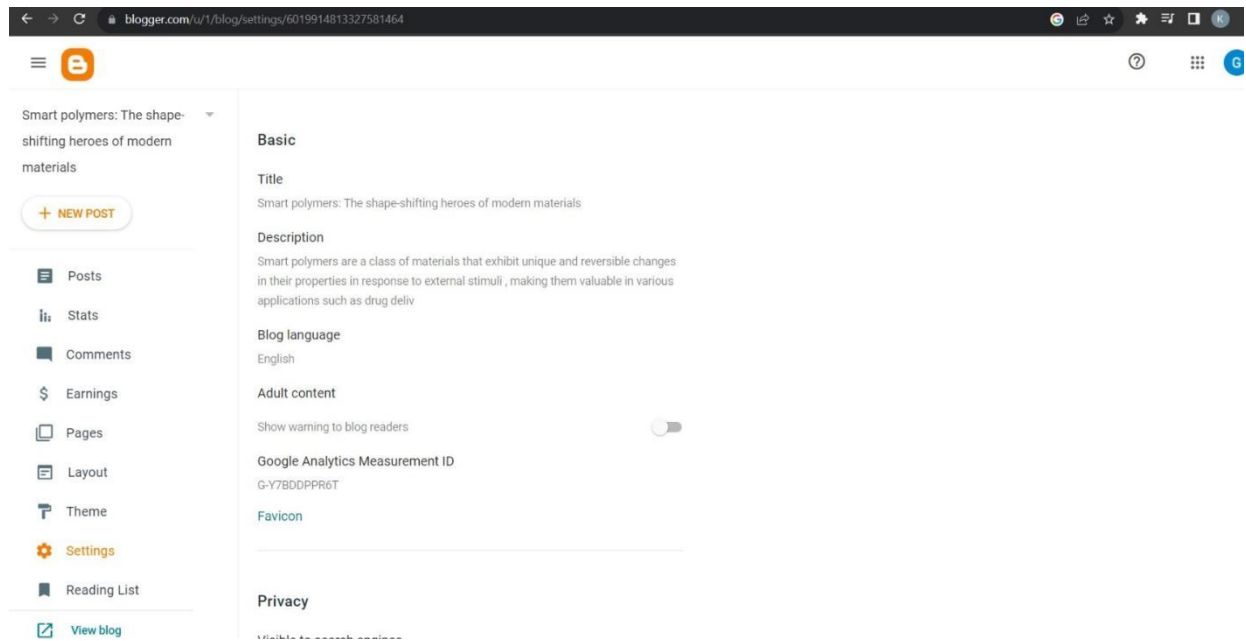 blogger.com/u/1/blog/settings/6019914813327581464
K
G
Smart polymers: The shape-
shifting heroes of modern
materials
NEW POST
Posts
Stats
Comments
Earnings
Pages
Layout
Theme
Settings
Reading List
View blog
Basic
Title
Smart polymers: The shape-shifting heroes of modern materials
Description
Smart polymers are a class of materials that exhibit unique and reversible changes
in their properties in response to external stimuli , making them valuable in various
applications such as drug deliv
Blog language
English
Adult content
Show warning to blog readers
Google Analytics Measurement ID
G-Y7BDDPPR6T
Favicon
Privacy
Visible to search engines